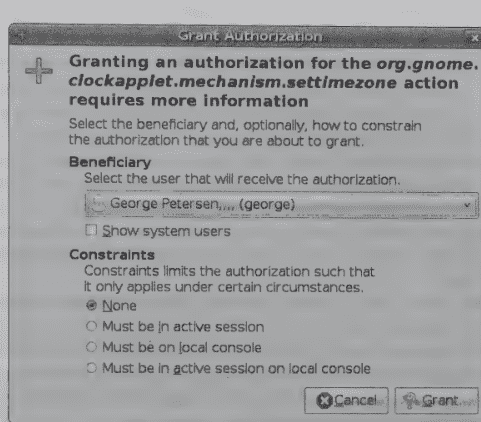 Grant Authorization
Granting an authorization for the org.gnome.
clockapplet.mechanism.settimezone action
requires more information
Select the beneficiary and, optionally, how to constrain
the authorization that you are about to grant.
Beneficiary
Select the user that will receive the authorization.
George Petersen,,,, (george)
Show system users
Constraints
Constraints limits the authorization such that
it only applies under certain circumstances.
None
Must be in active session
Must be on local console
Must be in active session on local console
Cancel
Grant...